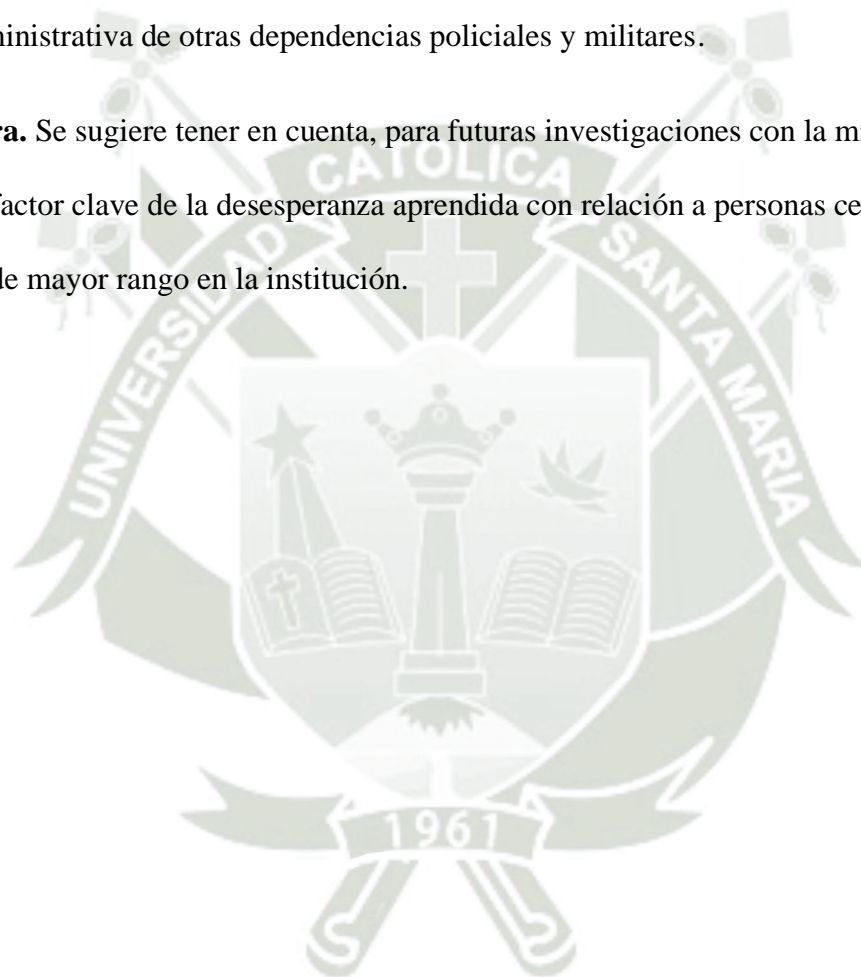 ministrativa de otras dependencias policiales y militares.
ra. Se sugiere tener en cuenta, para futuras investigaciones con la
factor clave de la desesperanza aprendida con relación a personas
de mayor rango en la institución.
CATOLICA
UNIVERSIDAD
SANTA MARIA
1961